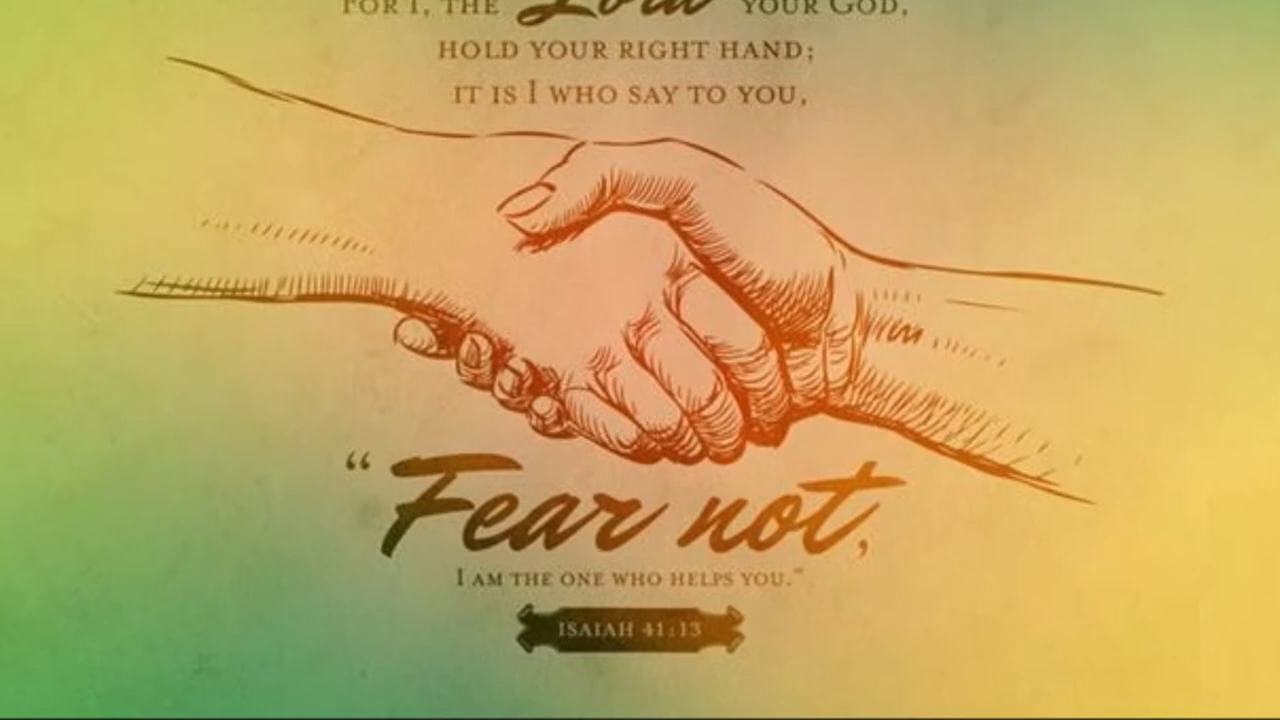 FOR I, THE Lord YOUR GOD,
HOLD YOUR RIGHT HAND;
IT IS I WHO SAY TO YOU,
“Fear not,
I AM THE ONE WHO HELPS YOU.”
ISAIAH 41:13